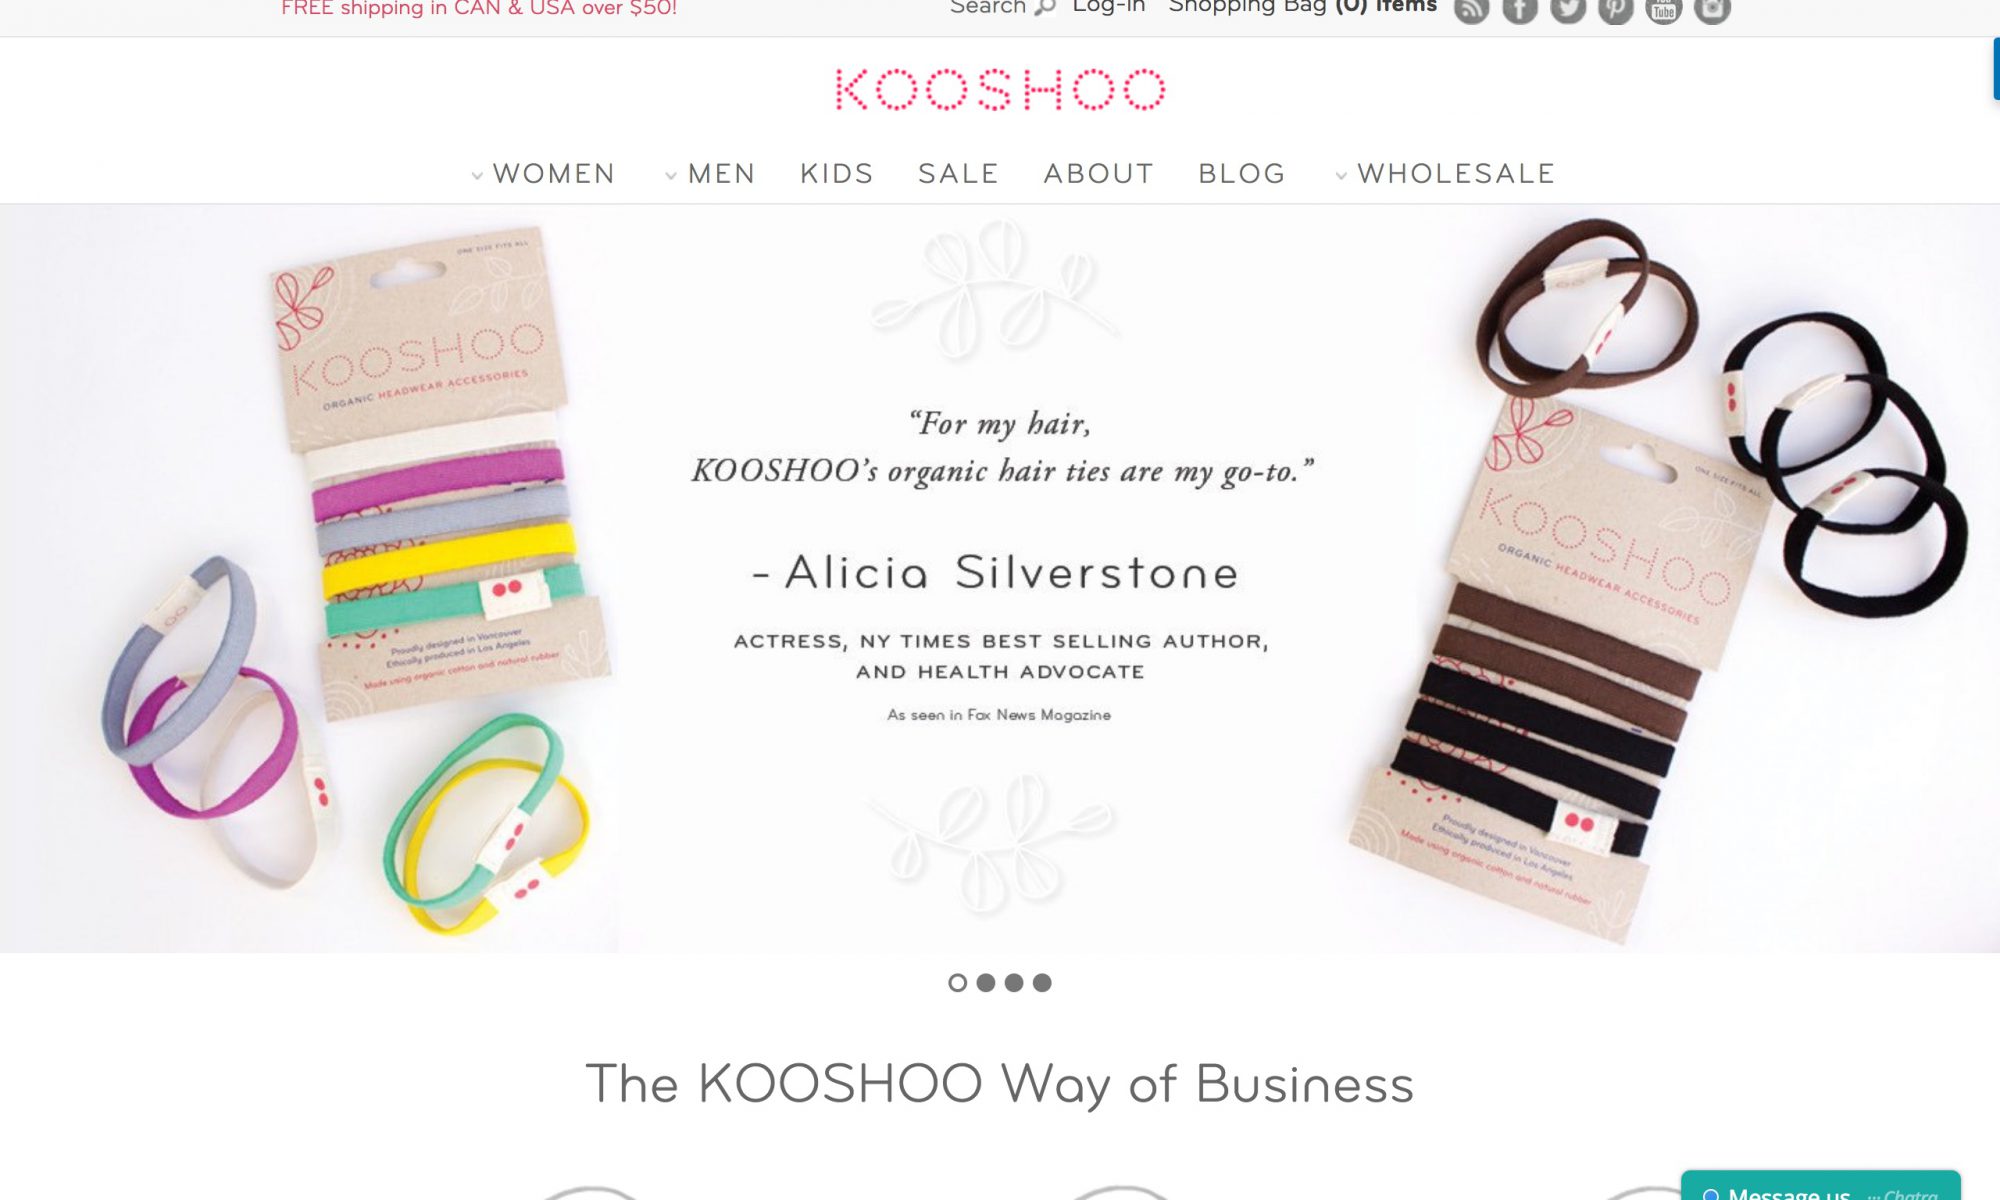 FREE shipping in CAN & USA over $50!
Search Log-In Shopping Bag (0) Items
You Tube
KOOSHOO
WOMEN MEN KIDS SALE ABOUT BLOG WHOLESALE
ONE SIZE FITS ALL
KOOSHOO
ORGANIC HEADWEAR ACCESSORIES
Proudly designed in Vancouver
Ethically produced in Los Angeles
Made using organic cotton and natural rubber
“For my hair,
KOOSHOO’s organic hair ties are my go-to.”
- Alicia Silverstone
ACTRESS, NY TIMES BEST SELLING AUTHOR,
AND HEALTH ADVOCATE
As seen in Fox News Magazine
ONE SIZE FITS ALL
KOOSHOO
ORGANIC HEADWEAR ACCESSORIES
Proudly designed in Vancouver
Ethically produced in Los Angeles
Made using organic cotton and natural rubber
The KOOSHOO Way of Business
Message us Chatra